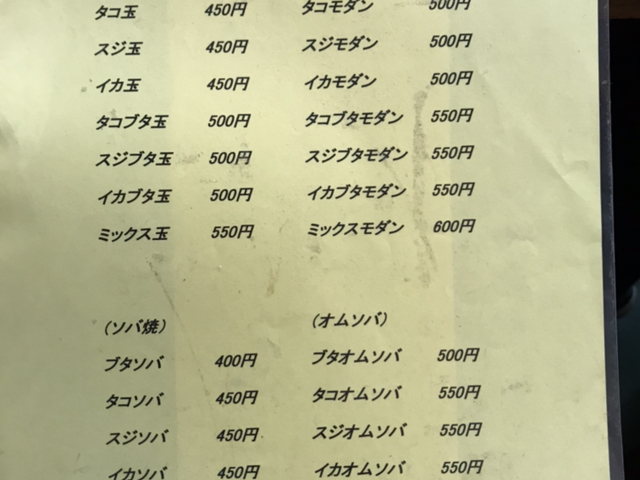 タコ玉 450円 タコモダン 500円
スジ玉 450円 スジモダン 500円
イカ玉 450円 イカモダン 500円
タコブタ玉 500円 タコブタモダン 550円
スジブタ玉 500円 スジブタモダン 550円
イカブタ玉 500円 イカブタモダン 550円
ミックス玉 550円 ミックスモダン 600円
(ソバ焼) (オムソバ)
ブタソバ 400円 ブタオムソバ 500円
タコソバ 450円 タコオムソバ 550円
スジソバ 450円 スジオムソバ 550円
イカソバ 450円 イカオムソバ 550円